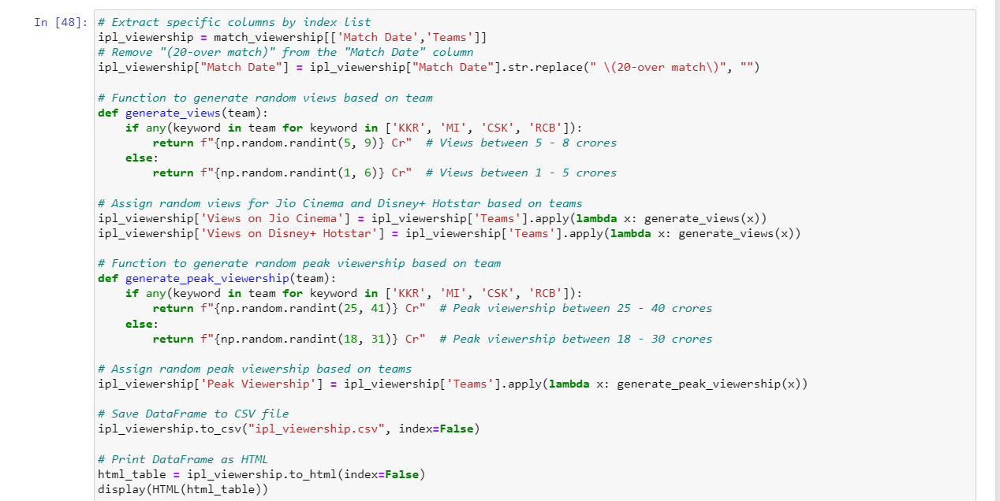 In [48]: # Extract specific columns by index list
ipl_viewership = match_viewership[['Match Date','Teams']]
# Remove "(20-over match)" from the "Match Date" column
ipl_viewership["Match Date"] = ipl_viewership["Match Date"].str.replace(" \(20-over match\)", "")

# Function to generate random views based on team
def generate_views(team):
    if any(keyword in team for keyword in ['KKR', 'MI', 'CSK', 'RCB']):
        return f"{np.random.randint(5, 9)} Cr"  # Views between 5 - 8 crores
    else:
        return f"{np.random.randint(1, 6)} Cr"  # Views between 1 - 5 crores

# Assign random views for Jio Cinema and Disney+ Hotstar based on teams
ipl_viewership['Views on Jio Cinema'] = ipl_viewership['Teams'].apply(lambda x: generate_views(x))
ipl_viewership['Views on Disney+ Hotstar'] = ipl_viewership['Teams'].apply(lambda x: generate_views(x))

# Function to generate random peak viewership based on team
def generate_peak_viewership(team):
    if any(keyword in team for keyword in ['KKR', 'MI', 'CSK', 'RCB']):
        return f"{np.random.randint(25, 41)} Cr"  # Peak viewership between 25 - 40 crores
    else:
        return f"{np.random.randint(18, 31)} Cr"  # Peak viewership between 18 - 30 crores

# Assign random peak viewership based on teams
ipl_viewership['Peak Viewership'] = ipl_viewership['Teams'].apply(lambda x: generate_peak_viewership(x))

# Save DataFrame to CSV file
ipl_viewership.to_csv("ipl_viewership.csv", index=False)

# Print DataFrame as HTML
html_table = ipl_viewership.to_html(index=False)
display(HTML(html_table))